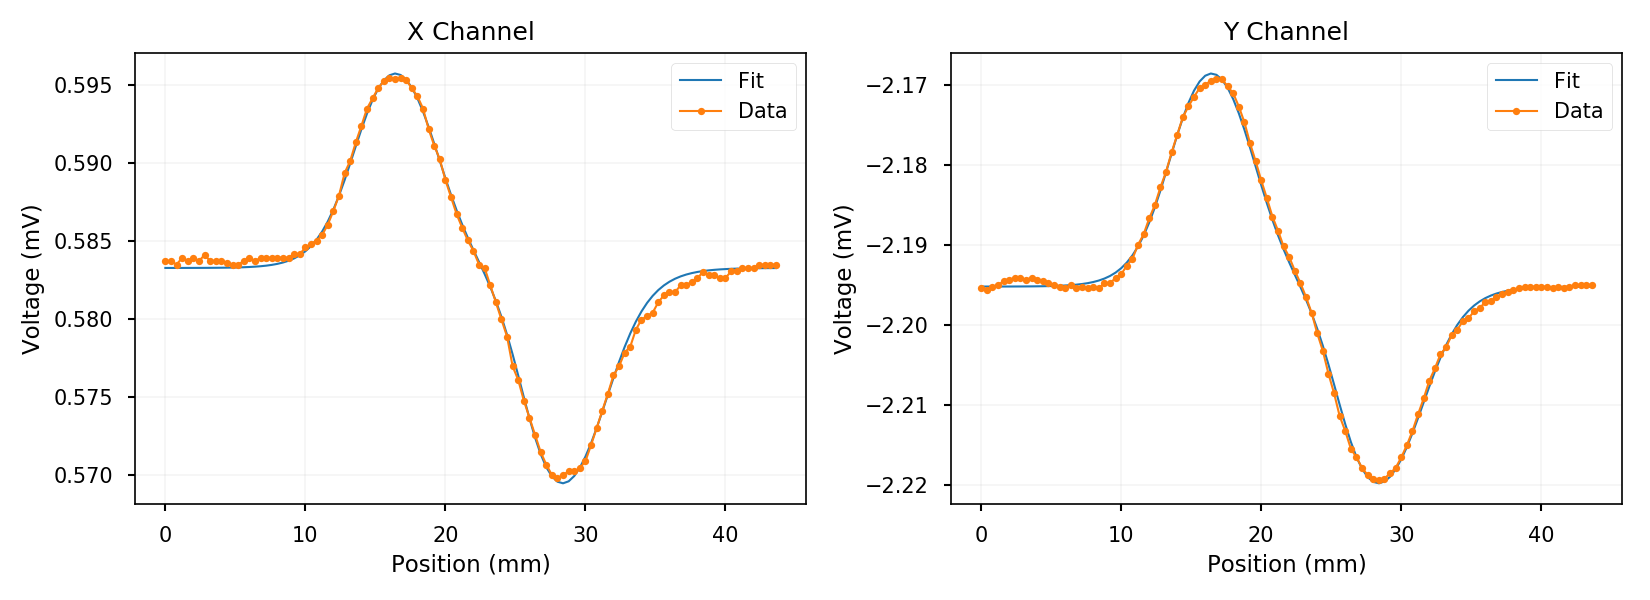 X Channel
Voltage (mV)
0.595
0.590
0.585
0.580
0.575
0.570
Fit
Data
0 10 20 30 40
Position (mm)
Y Channel
Voltage (mV)
−2.17
−2.18
−2.19
−2.20
−2.21
−2.22
Fit
Data
0 10 20 30 40
Position (mm)